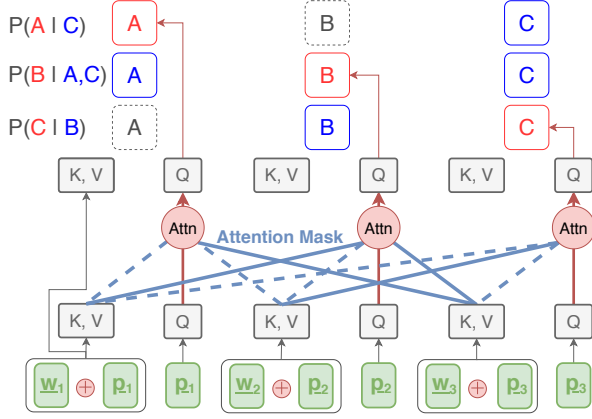 P(A | C) A B C
P(B | A,C) A B C
P(C | B) A B C
K, V Q K, V Q K, V Q
Attn Attn Attn
Attention Mask
K, V Q K, V Q K, V Q
w1 + p1 p1 w2 + p2 p2 w3 + p3 p3